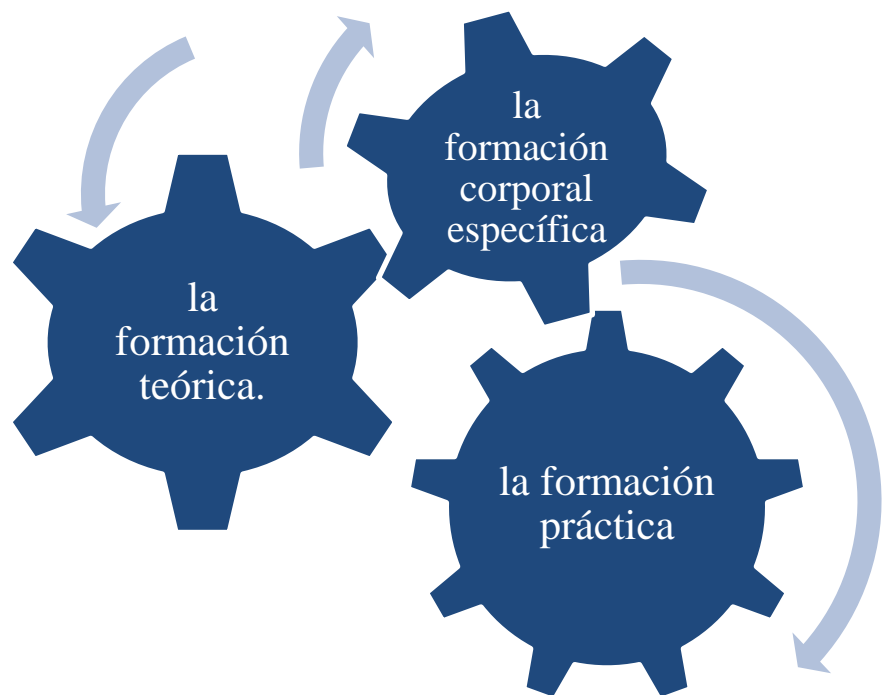 la
formación
corporal
específica
la
formación
teórica.
la formación
práctica